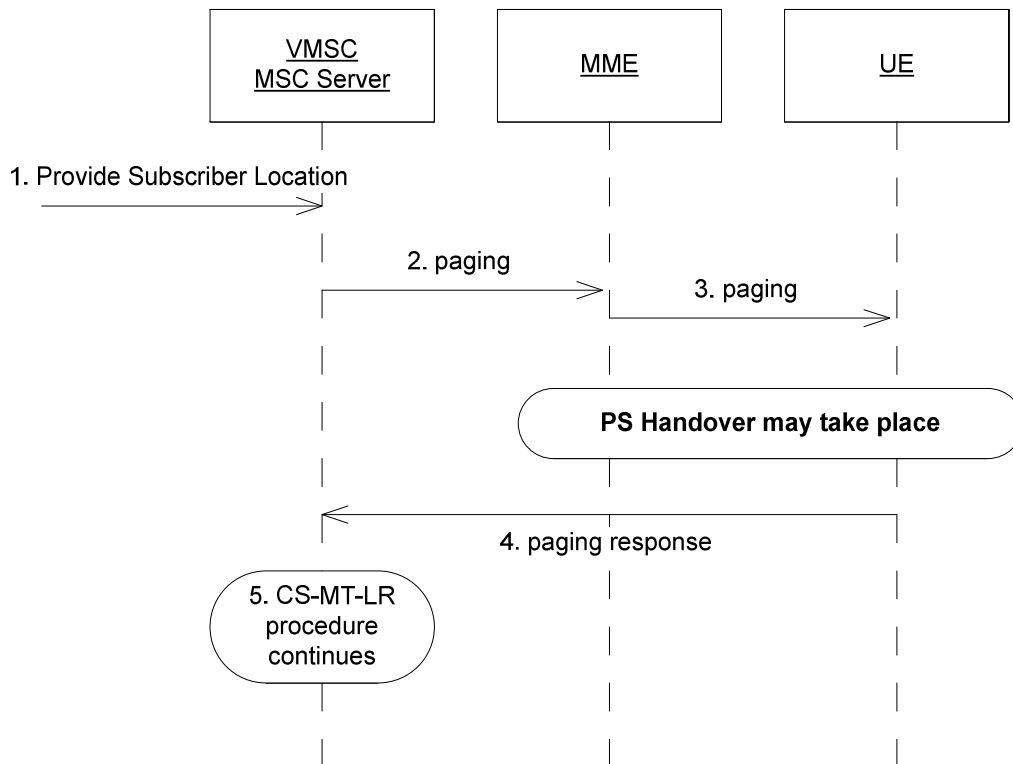 VMSC
MSC Server
MME
UE
1. Provide Subscriber Location
2. paging
3. paging
PS Handover may take place
4. paging response
5. CS-MT-LR
procedure
continues